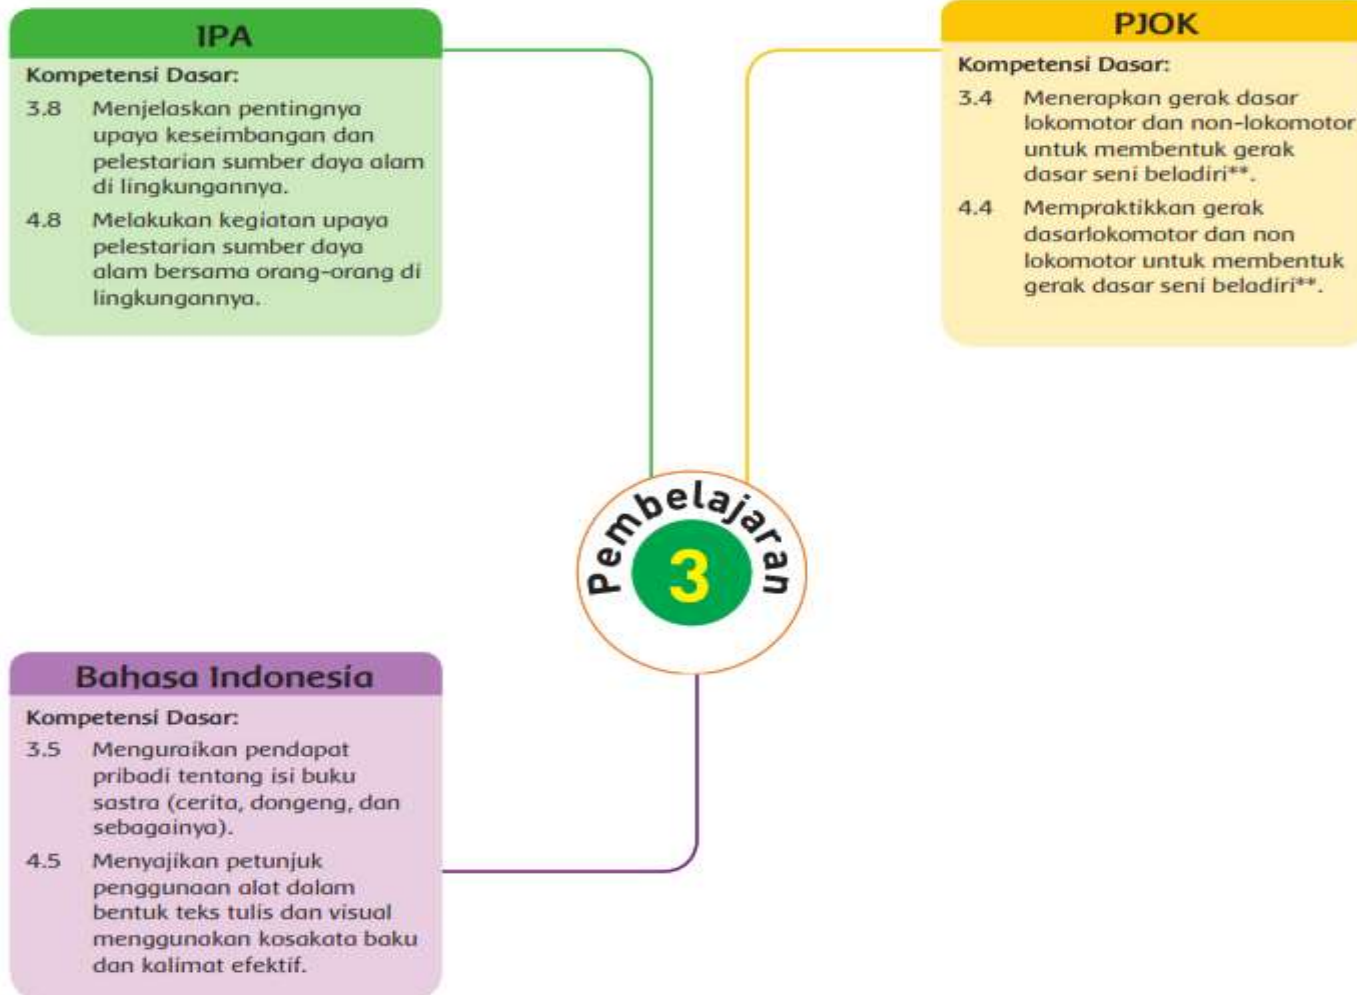 IPA
Kompetensi Dasar:
3.8 Menjelaskan pentingnya
upaya keseimbangan dan
pelestarian sumber daya alam
di lingkungannya.
4.8 Melakukan kegiatan upaya
pelestarian sumber daya
alam bersama orang-orang di
lingkungannya.
PJOK
Kompetensi Dasar:
3.4 Menerapkan gerak dasar
lokomotor dan non-lokomotor
untuk membentuk gerak
dasar seni beladiri**.
4.4 Mempraktikkan gerak
dasarlokomotor dan non
lokomotor untuk membentuk
gerak dasar seni beladiri**.
Pembelajaran
3
Bahasa Indonesia
Kompetensi Dasar:
3.5 Menguraikan pendapat
pribadi tentang isi buku
sastra (cerita, dongeng, dan
sebagainya).
4.5 Menyajikan petunjuk
penggunaan alat dalam
bentuk teks tulis dan visual
menggunakan kosakata baku
dan kalimat efektif.